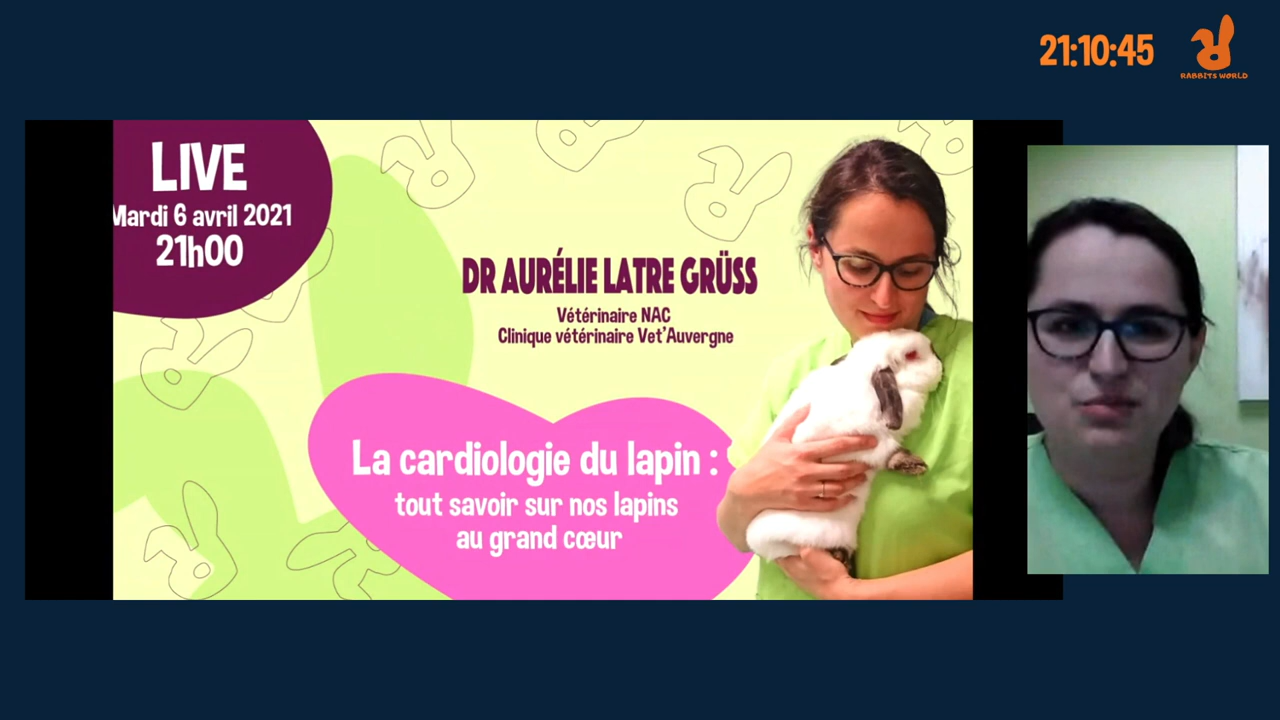 21:10:45
RABBITS WORLD
LIVE
Mardi 6 avril 2021
21h00
DR AURÉLIE LATRE GRÜSS
Vétérinaire NAC
Clinique vétérinaire Vet'Auvergne
La cardiologie du lapin :
tout savoir sur nos lapins
au grand cœur